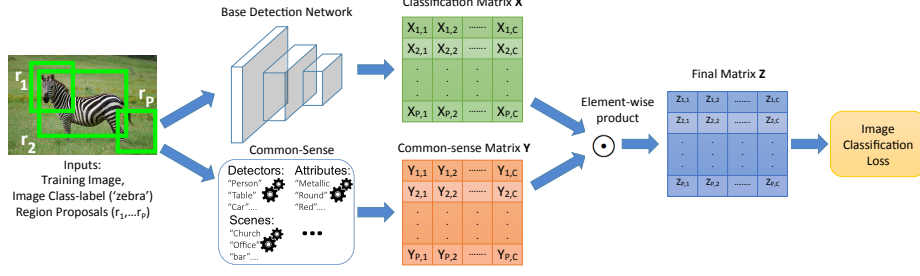 Base Detection Network
Classification Matrix X
r1
rP
r2
Inputs:
Training Image,
Image Class-label ('zebra')
Region Proposals (r1,...rP)
Common-Sense
Detectors:
"Person"
"Table"
"Car"....
Attributes:
"Metallic
"Round"
"Red"....
Scenes:
"Church
"Office"
"bar"....
...
X1,1 X1,2 ....... X1,C
X2,1 X2,2 ....... X2,C
. . . .
. . . .
XP,1 XP,2 ....... XP,C
Common-sense Matrix Y
Y1,1 Y1,2 ....... Y1,C
Y2,1 Y2,2 ....... Y2,C
. . . .
. . . .
YP,1 YP,2 ....... YP,C
Element-wise
product
Final Matrix Z
Z1,1 Z1,2 ....... Z1,C
Z2,1 Z2,2 ....... Z2,C
. . . .
. . . .
ZP,1 ZP,2 ....... ZP,C
Image
Classification
Loss